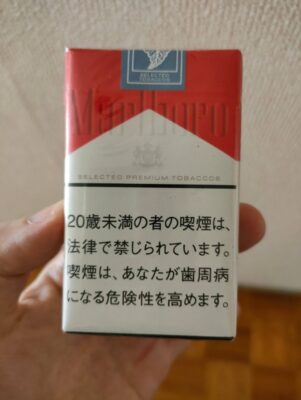 SELECTED
TOBACCOS
Marlboro
SELECTED PREMIUM TOBACCOS
20歳未満の者の喫煙は、
法律で禁じられています。
喫煙は、あなたが歯周病
になる危険性を高めます。